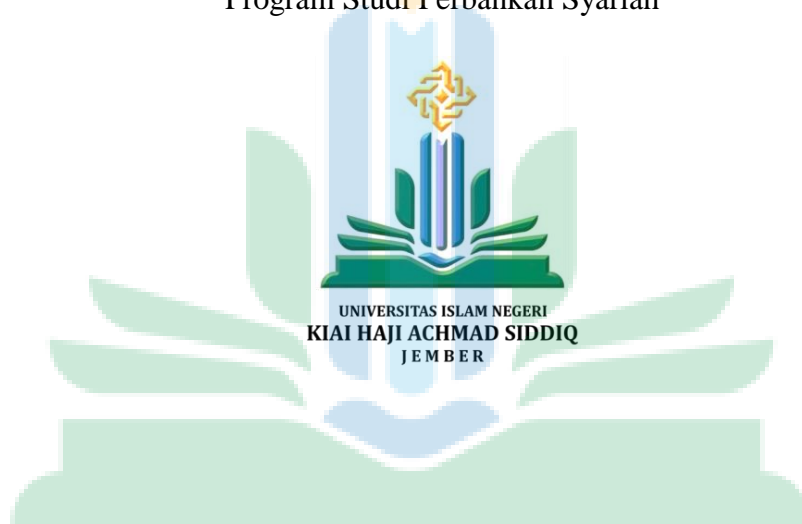 Program Studi Perbankan Syariah
UNIVERSITAS ISLAM NEGERI
KIAI HAJI ACHMAD SIDDIQ
JEMBER